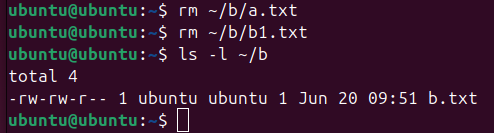 ubuntu@ubuntu:~$ rm ~/b/a.txt
ubuntu@ubuntu:~$ rm ~/b/b1.txt
ubuntu@ubuntu:~$ ls -l ~/b
total 4
-rw-rw-r-- 1 ubuntu ubuntu 1 Jun 20 09:51 b.txt
ubuntu@ubuntu:~$